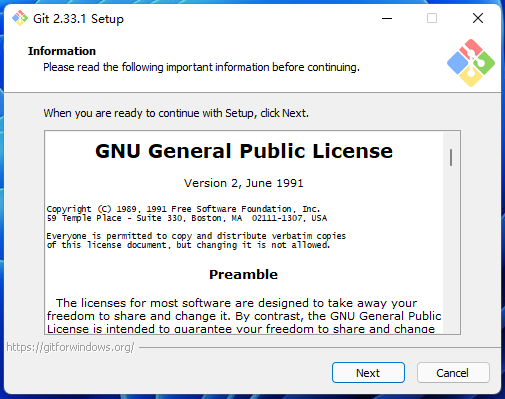 Git 2.33.1 Setup
Information
Please read the following important information before continuing.
When you are ready to continue with Setup, click Next.
GNU General Public License
Version 2, June 1991
Copyright (C) 1989, 1991 Free Software Foundation, Inc.
59 Temple Place - Suite 330, Boston, MA  02111-1307, USA
Everyone is permitted to copy and distribute verbatim copies
of this license document, but changing it is not allowed.
Preamble
The licenses for most software are designed to take away your
freedom to share and change it. By contrast, the GNU General Public
License is intended to guarantee your freedom to share and change
https://gitforwindows.org/
Next
Cancel